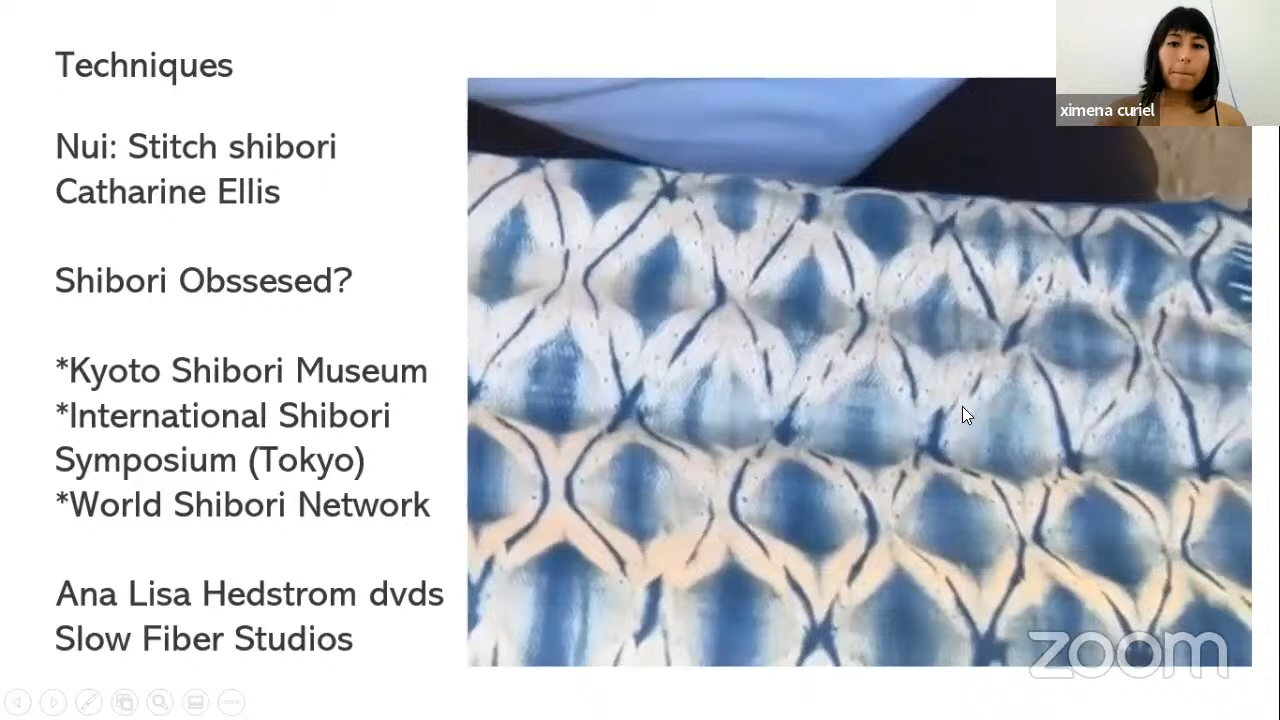 Techniques
Nui: Stitch shibori
Catharine Ellis
Shibori Obssesed?
*Kyoto Shibori Museum
*International Shibori
Symposium (Tokyo)
*World Shibori Network
Ana Lisa Hedstrom dvds
Slow Fiber Studios
ximena curiel
zoom